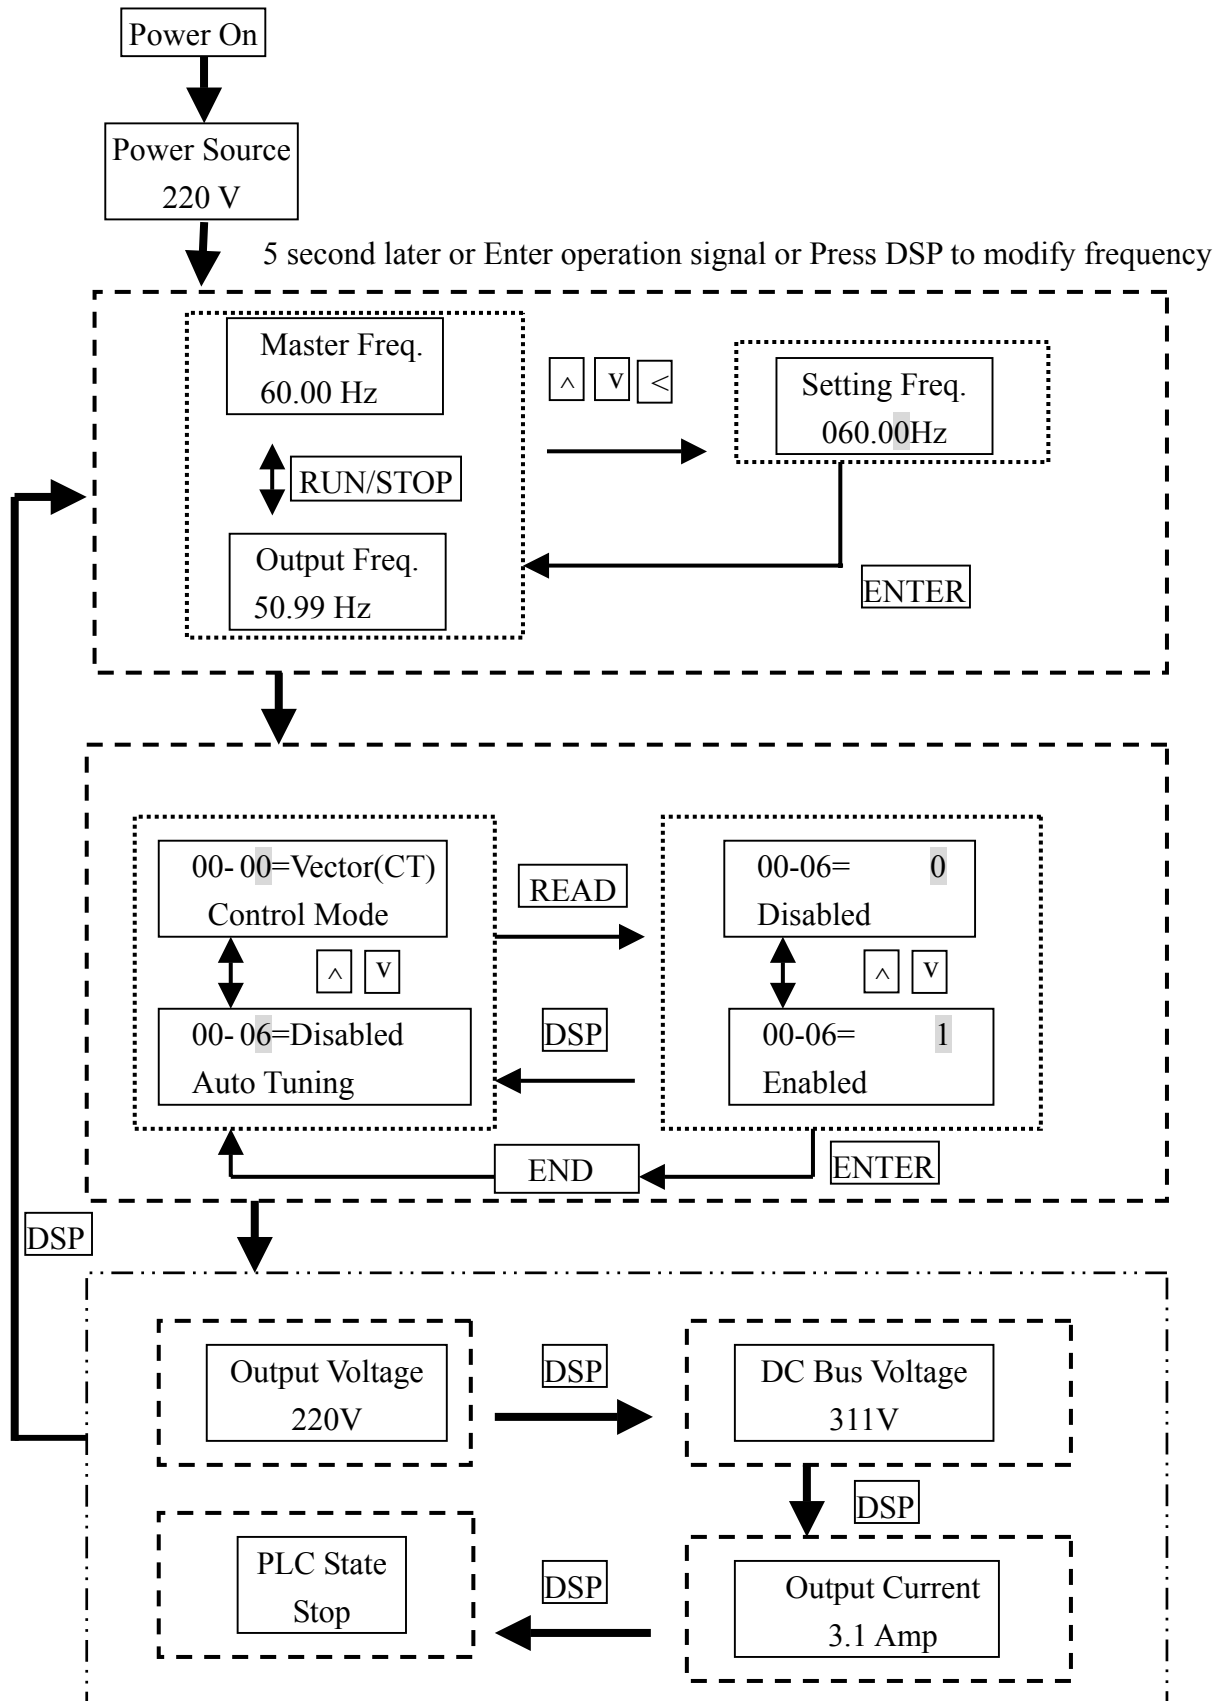 Power On
Power Source
220 V
5 second later or Enter operation signal or Press DSP to modify frequency
Master Freq.
60.00 Hz
^ v <
Setting Freq.
060.00Hz
RUN/STOP
Output Freq.
50.99 Hz
ENTER
00- 00=Vector(CT)
Control Mode
READ
00-06= 0
Disabled
^ v
^ v
00- 06=Disabled
Auto Tuning
DSP
00-06= 1
Enabled
END
ENTER
DSP
Output Voltage
220V
DSP
DC Bus Voltage
311V
DSP
PLC State
Stop
DSP
Output Current
3.1 Amp